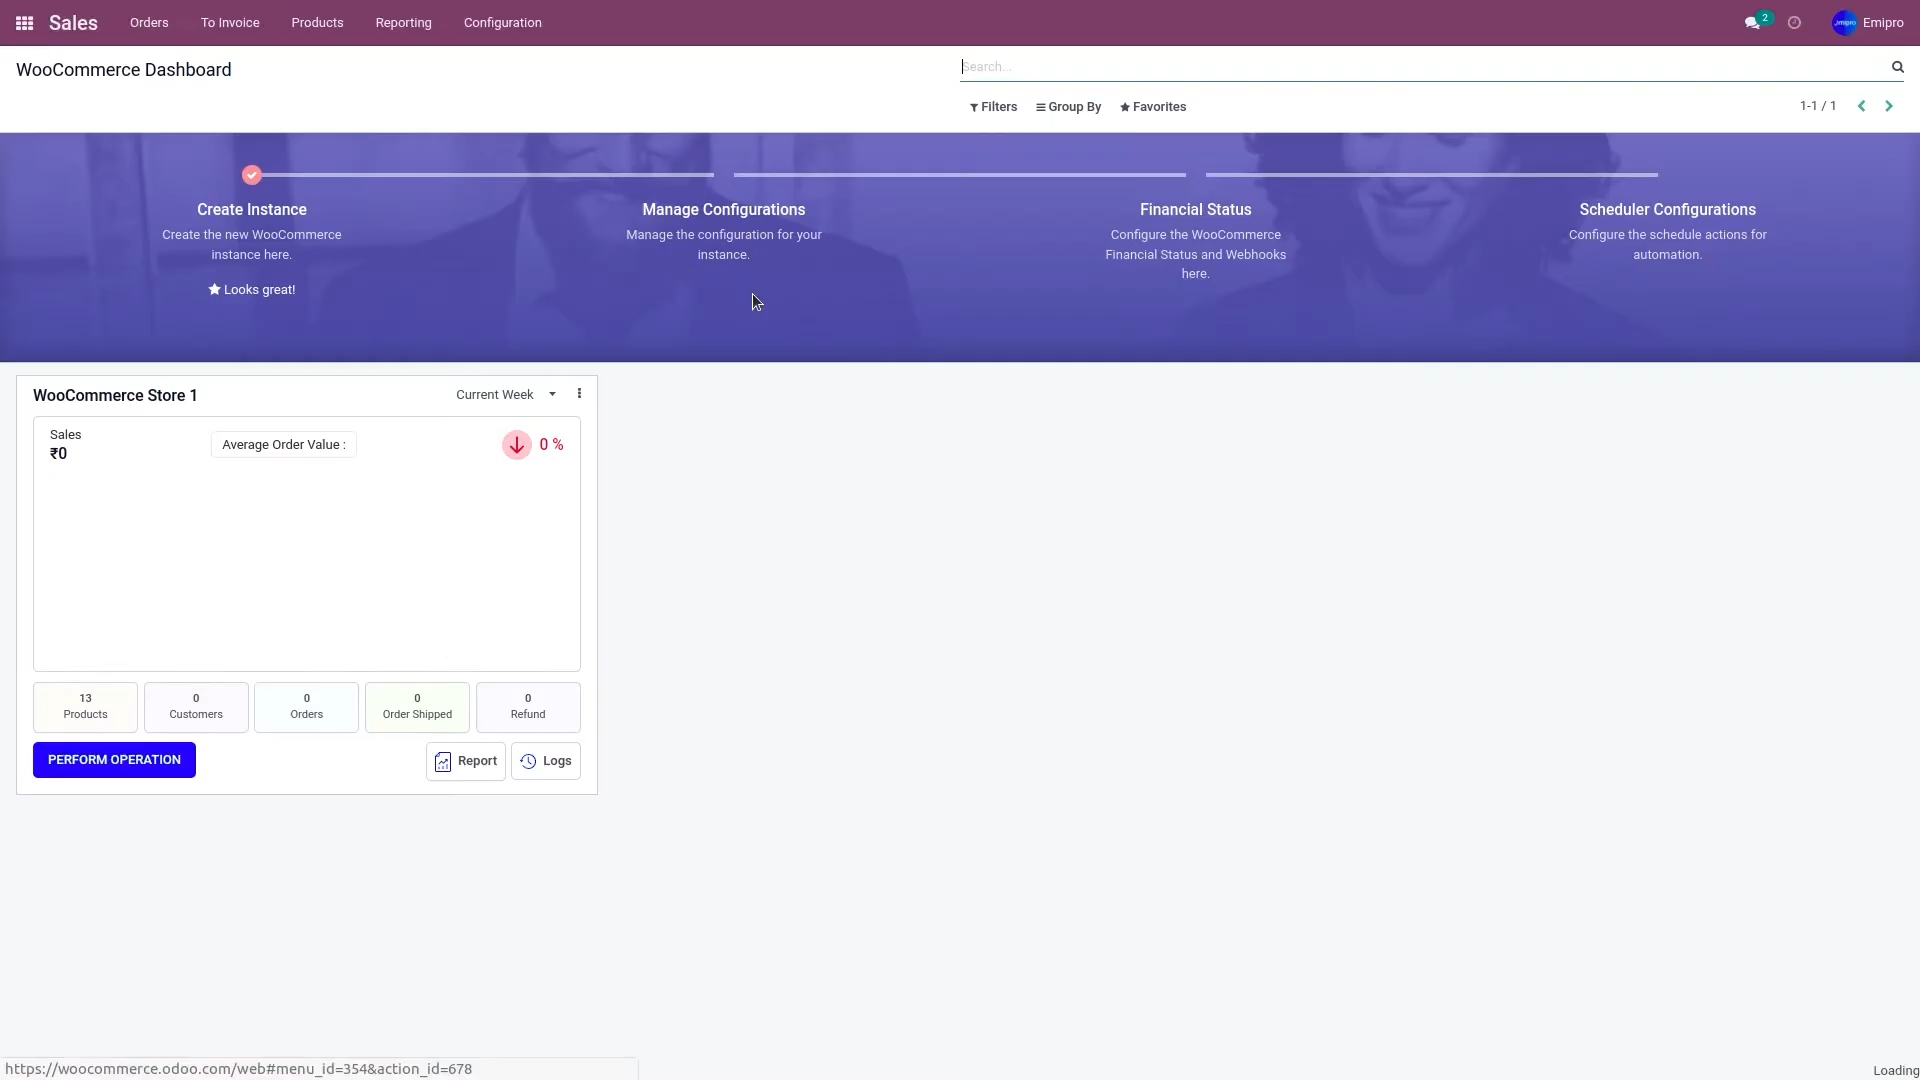 Sales
Orders
To Invoice
Products
Reporting
Configuration
2
Emipro
WooCommerce Dashboard
Search...
Filters
Group By
Favorites
1-1 / 1
Create Instance
Create the new WooCommerce
instance here.
Looks great!
Manage Configurations
Manage the configuration for your
instance.
Financial Status
Configure the WooCommerce
Financial Status and Webhooks
here.
Scheduler Configurations
Configure the schedule actions for
automation.
WooCommerce Store 1
Current Week
Sales
₹0
Average Order Value :
0 %
13
Products
0
Customers
0
Orders
0
Order Shipped
0
Refund
PERFORM OPERATION
Report
Logs
https://woocommerce.odoo.com/web#menu_id=354&action_id=678
Loading